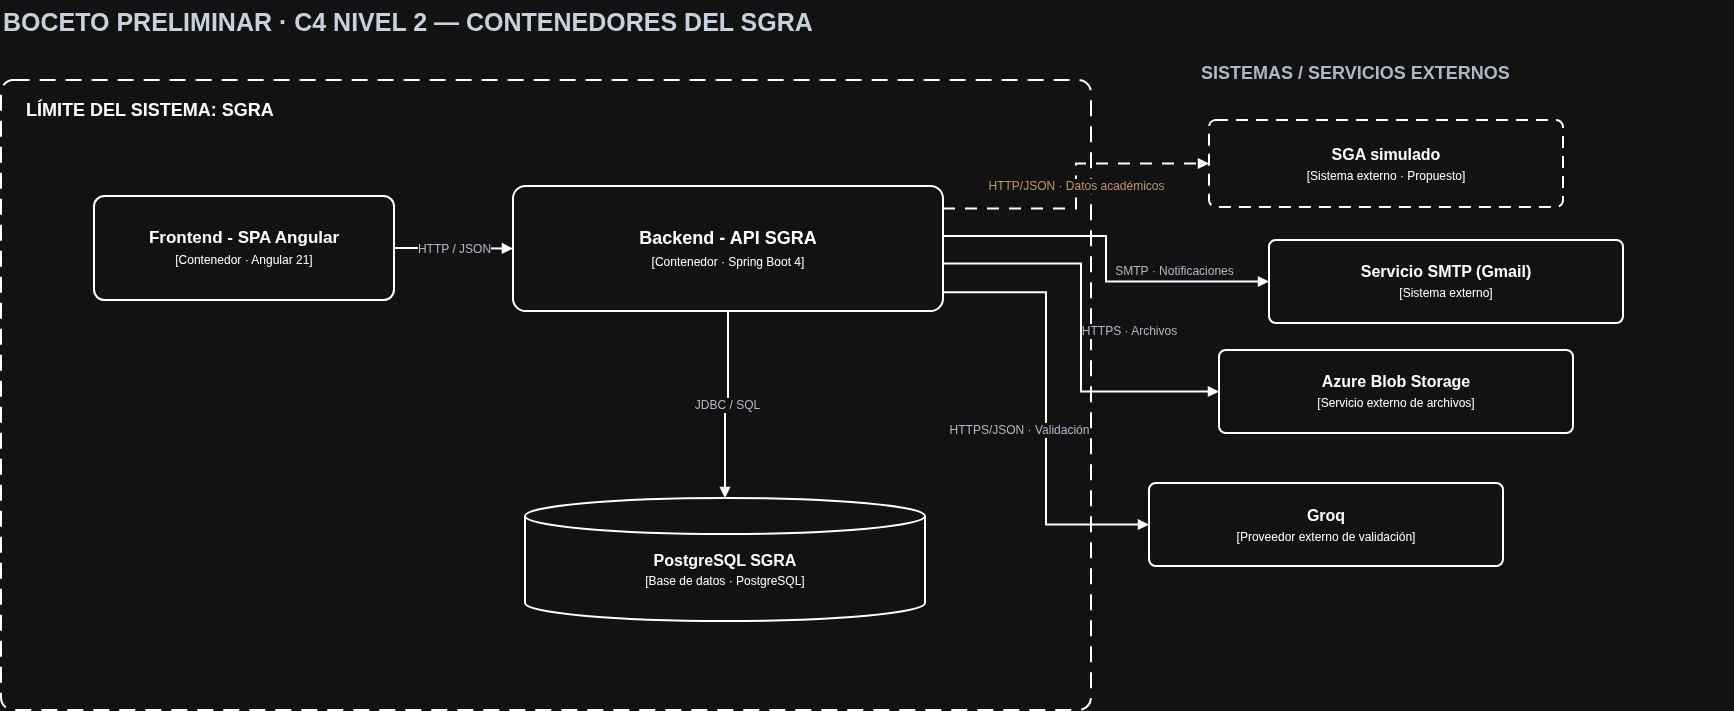 BOCETO PRELIMINAR · C4 NIVEL 2 — CONTENEDORES DEL SGRA
SISTEMAS / SERVICIOS EXTERNOS
LÍMITE DEL SISTEMA: SGRA
SGA simulado
[Sistema externo · Propuesto]
HTTP/JSON · Datos académicos
Frontend - SPA Angular
[Contenedor · Angular 21]
HTTP / JSON
Backend - API SGRA
[Contenedor · Spring Boot 4]
SMTP · Notificaciones
Servicio SMTP (Gmail)
[Sistema externo]
HTTPS · Archivos
Azure Blob Storage
[Servicio externo de archivos]
JDBC / SQL
HTTPS/JSON · Validación
Groq
[Proveedor externo de validación]
PostgreSQL SGRA
[Base de datos · PostgreSQL]